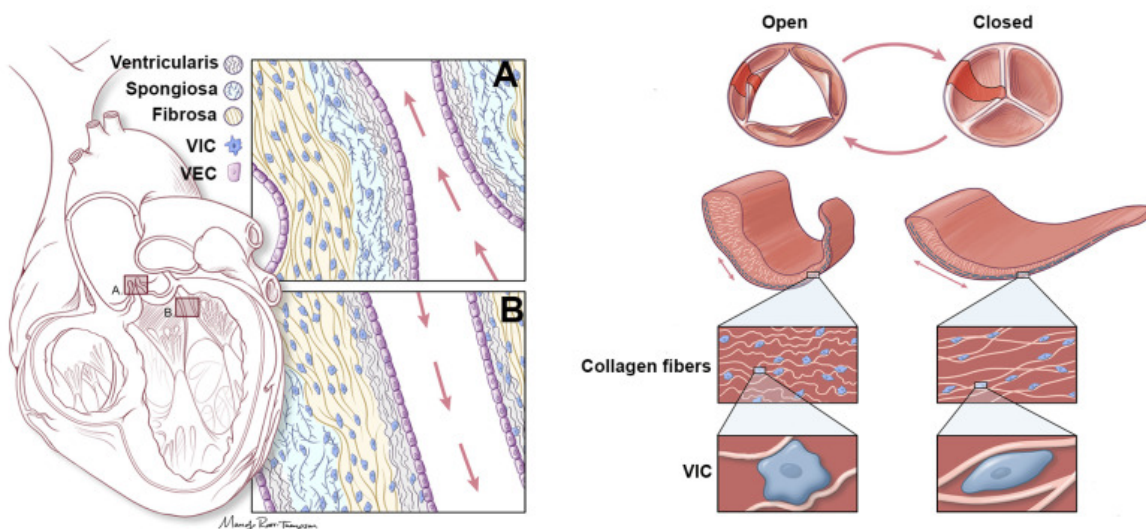 Ventricularis
Spongiosa
Fibrosa
VIC
VEC
A
A.
B.
B
Open
Closed
Collagen fibers
VIC